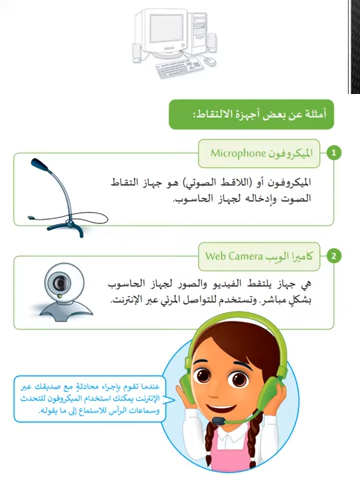 أمثلة عن بعض أجهزة الالتقاط:
1
الميكروفون Microphone
الميكروفون أو (اللاقط الصوتي) هو جهاز التقاط
الصوت وإدخاله لجهاز الحاسوب.
2
كاميرا الويب Web Camera
هي جهاز يلتقط الفيديو والصور لجهاز الحاسوب
بشكلٍ مباشر. وتستخدم للتواصل المرئي عبر الإنترنت.
عندما تقوم بإجراء محادثةٍ مع صديقك عبر
الإنترنت يمكنك استخدام الميكروفون للتحدث
وسماعات الرأس للاستماع إلى ما يقوله.